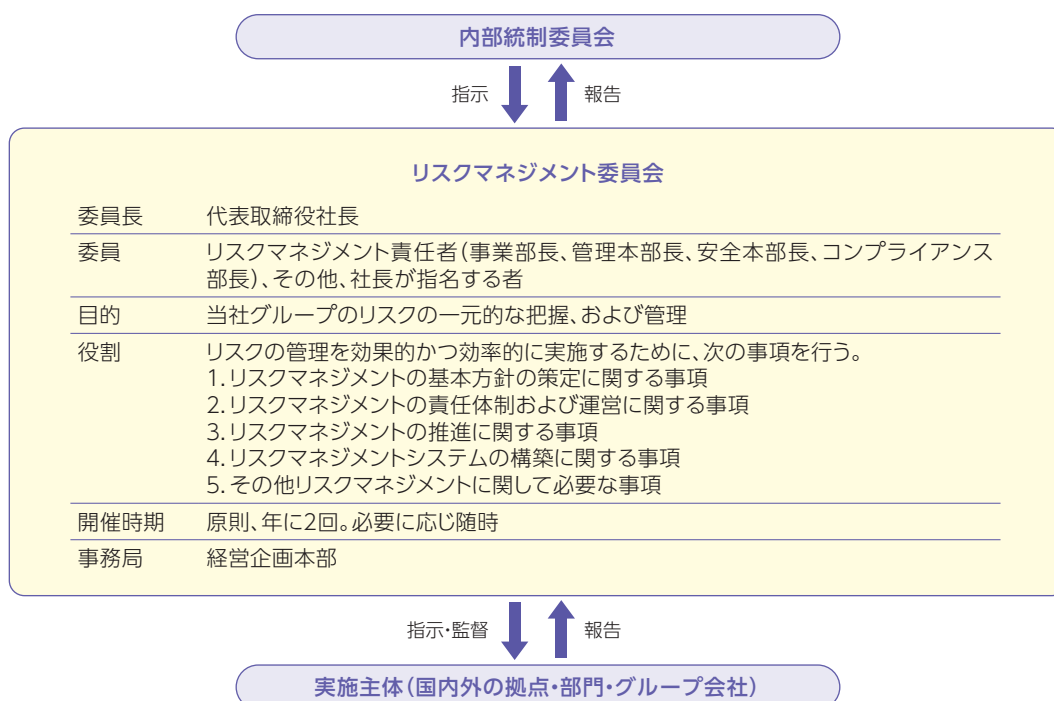 内部統制委員会
指示 報告
リスクマネジメント委員会
委員長 代表取締役社長
委員 リスクマネジメント責任者(事業部長、管理本部長、安全本部長、コンプライアンス
部長)、その他、社長が指名する者
目的 当社グループのリスクの一元的な把握、および管理
役割 リスクの管理を効果的かつ効率的に実施するために、次の事項を行う。
1.リスクマネジメントの基本方針の策定に関する事項
2.リスクマネジメントの責任体制および運営に関する事項
3.リスクマネジメントの推進に関する事項
4.リスクマネジメントシステムの構築に関する事項
5.その他リスクマネジメントに関して必要な事項
開催時期 原則、年に2回。必要に応じ随時
事務局 経営企画本部
指示・監督 報告
実施主体(国内外の拠点・部門・グループ会社)